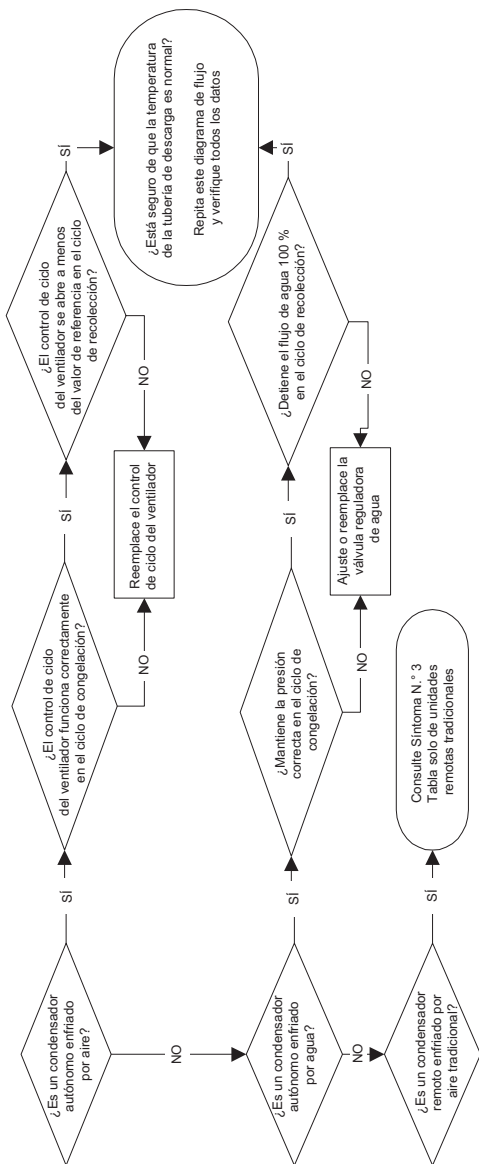 ¿Es un condensador
autónomo enfriado
por aire?
SÍ
¿El control de ciclo
del ventilador funciona correctamente
en el ciclo de congelación?
SÍ
¿El control de ciclo
del ventilador se abre a menos
del valor de referencia en el ciclo
de recolección?
SÍ
NO
NO
Reemplace el control
de ciclo del ventilador
¿Está seguro de que la temperatura
de la tubería de descarga es normal?
Repita este diagrama de flujo
y verifique todos los datos
NO
¿Es un condensador
autónomo enfriado
por agua?
SÍ
¿Mantiene la presión
correcta en el ciclo de
congelación?
SÍ
¿Detiene el flujo de agua 100 %
en el ciclo de recolección?
SÍ
NO
NO
Ajuste o reemplace la
válvula reguladora
de agua
NO
¿Es un condensador
remoto enfriado por
aire tradicional?
SÍ
Consulte Síntoma N.° 3
Tabla solo de unidades
remotas tradicionales